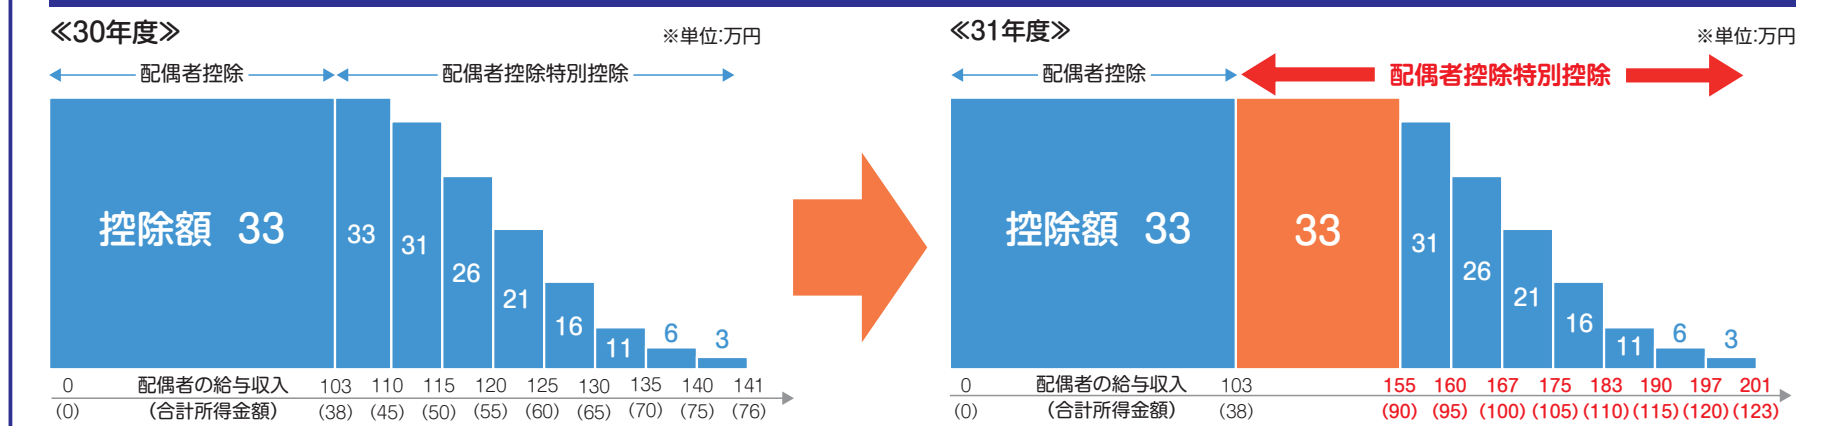 ≪30年度≫
※単位:万円
配偶者控除
配偶者控除特別控除
控除額 33
33
31
26
21
16
11
6
3
0 配偶者の給与収入 103 110 115 120 125 130 135 140 141
(0) (合計所得金額) (38) (45) (50) (55) (60) (65) (70) (75) (76)
≪31年度≫
※単位:万円
配偶者控除
配偶者控除特別控除
控除額 33
33
31
26
21
16
11
6
3
0 配偶者の給与収入 103 155 160 167 175 183 190 197 201
(0) (合計所得金額) (38) (90) (95) (100) (105) (110) (115) (120) (123)